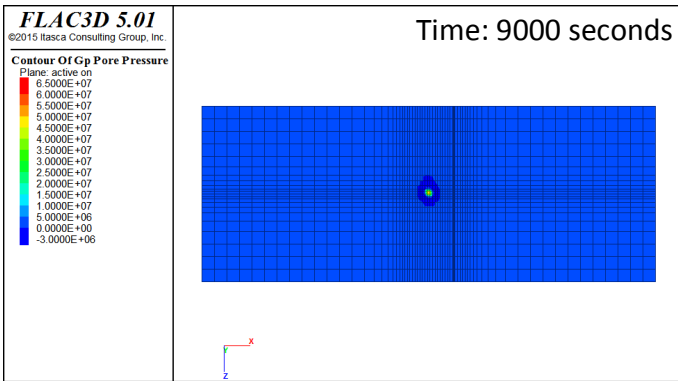 FLAC3D 5.01
©2015 Itasca Consulting Group, Inc.
Time: 9000 seconds
Contour Of Gp Pore Pressure
Plane: active on
6.5000E+07
6.0000E+07
5.5000E+07
5.0000E+07
4.5000E+07
4.0000E+07
3.5000E+07
3.0000E+07
2.5000E+07
2.0000E+07
1.5000E+07
1.0000E+07
5.0000E+06
0.0000E+00
-3.0000E+06
X
Y
Z